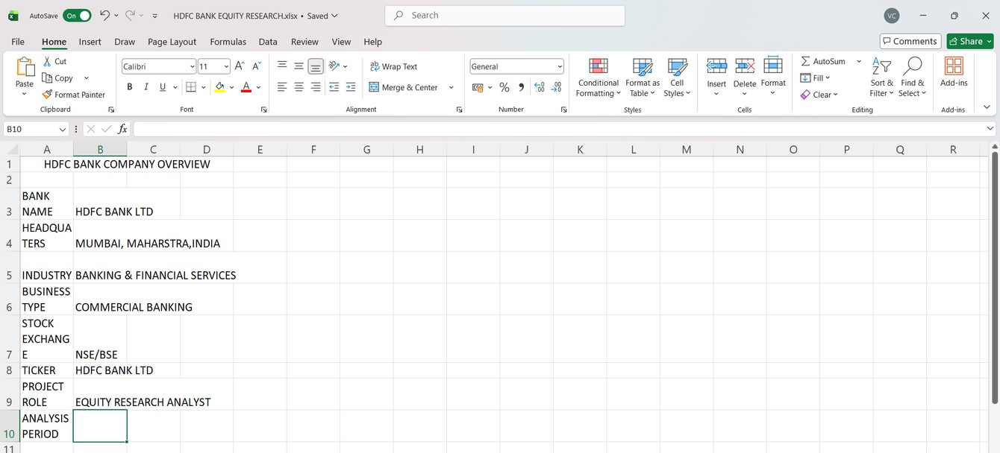 AutoSave On HDFC BANK EQUITY RESEARCH.xlsx • Saved Search VC
File Home Insert Draw Page Layout Formulas Data Review View Help Comments Share
Paste
Cut
Copy
Format Painter
Clipboard
Calibri 11
B I U A
Font
Wrap Text
Merge & Center
Alignment
General
%
Number
Conditional
Formatting
Format as
Table
Cell
Styles
Styles
Insert
Delete
Format
Cells
AutoSum
Fill
Clear
Sort &
Filter
Find &
Select
Editing
Add-ins
Add-ins
B10 fx
A B C D E F G H I J K L M N O P Q R
1 HDFC BANK COMPANY OVERVIEW
2
BANK
3 NAME HDFC BANK LTD
HEADQUA
4 TERS MUMBAI, MAHARSTRA,INDIA
5 INDUSTRY BANKING & FINANCIAL SERVICES
BUSINESS
6 TYPE COMMERCIAL BANKING
STOCK
EXCHANG
7 E NSE/BSE
8 TICKER HDFC BANK LTD
PROJECT
9 ROLE EQUITY RESEARCH ANALYST
ANALYSIS
10 PERIOD
11